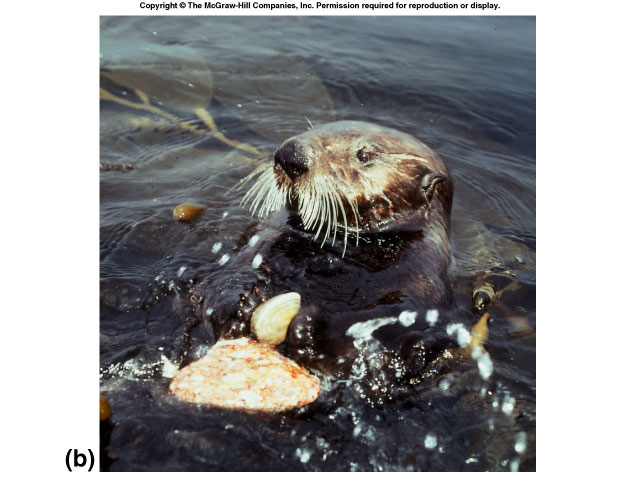 Copyright © The McGraw-Hill Companies, Inc. Permission required for reproduction or display.
(b)